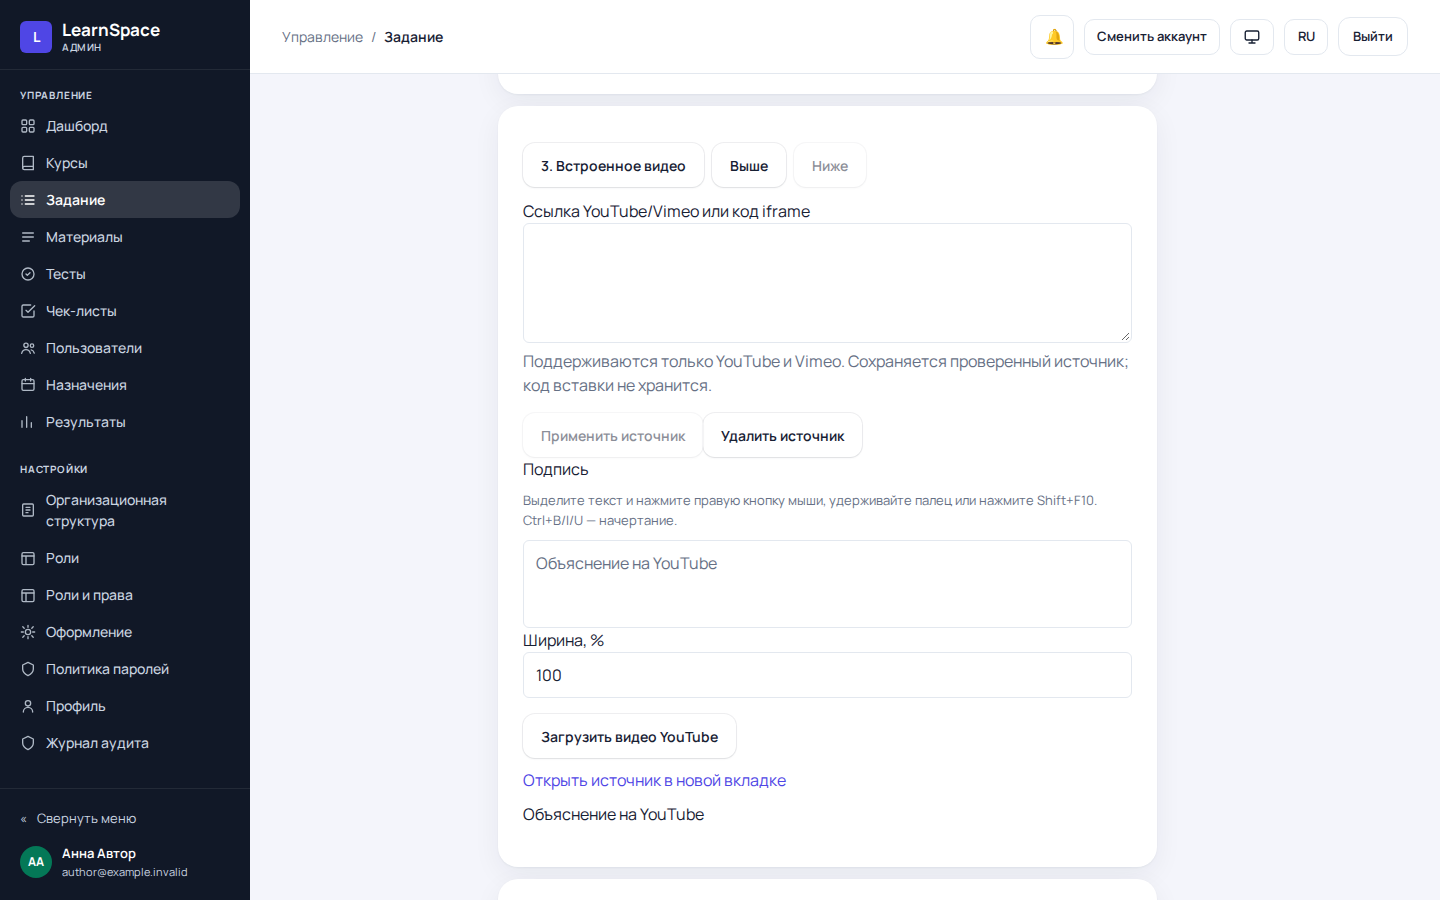 L
LearnSpace
АДМИН
УПРАВЛЕНИЕ
Дашборд
Курсы
Задание
Материалы
Тесты
Чек-листы
Пользователи
Назначения
Результаты
НАСТРОЙКИ
Организационная
структура
Роли
Роли и права
Оформление
Политика паролей
Профиль
Журнал аудита
« Свернуть меню
АА
Анна Автор
author@example.invalid
Управление / Задание
Сменить аккаунт
RU
Выйти
3. Встроенное видео
Выше
Ниже
Ссылка YouTube/Vimeo или код iframe
Поддерживаются только YouTube и Vimeo. Сохраняется проверенный источник;
код вставки не хранится.
Применить источник
Удалить источник
Подпись
Выделите текст и нажмите правую кнопку мыши, удерживайте палец или нажмите Shift+F10.
Ctrl+B/I/U — начертание.
Объяснение на YouTube
Ширина, %
100
Загрузить видео YouTube
Открыть источник в новой вкладке
Объяснение на YouTube